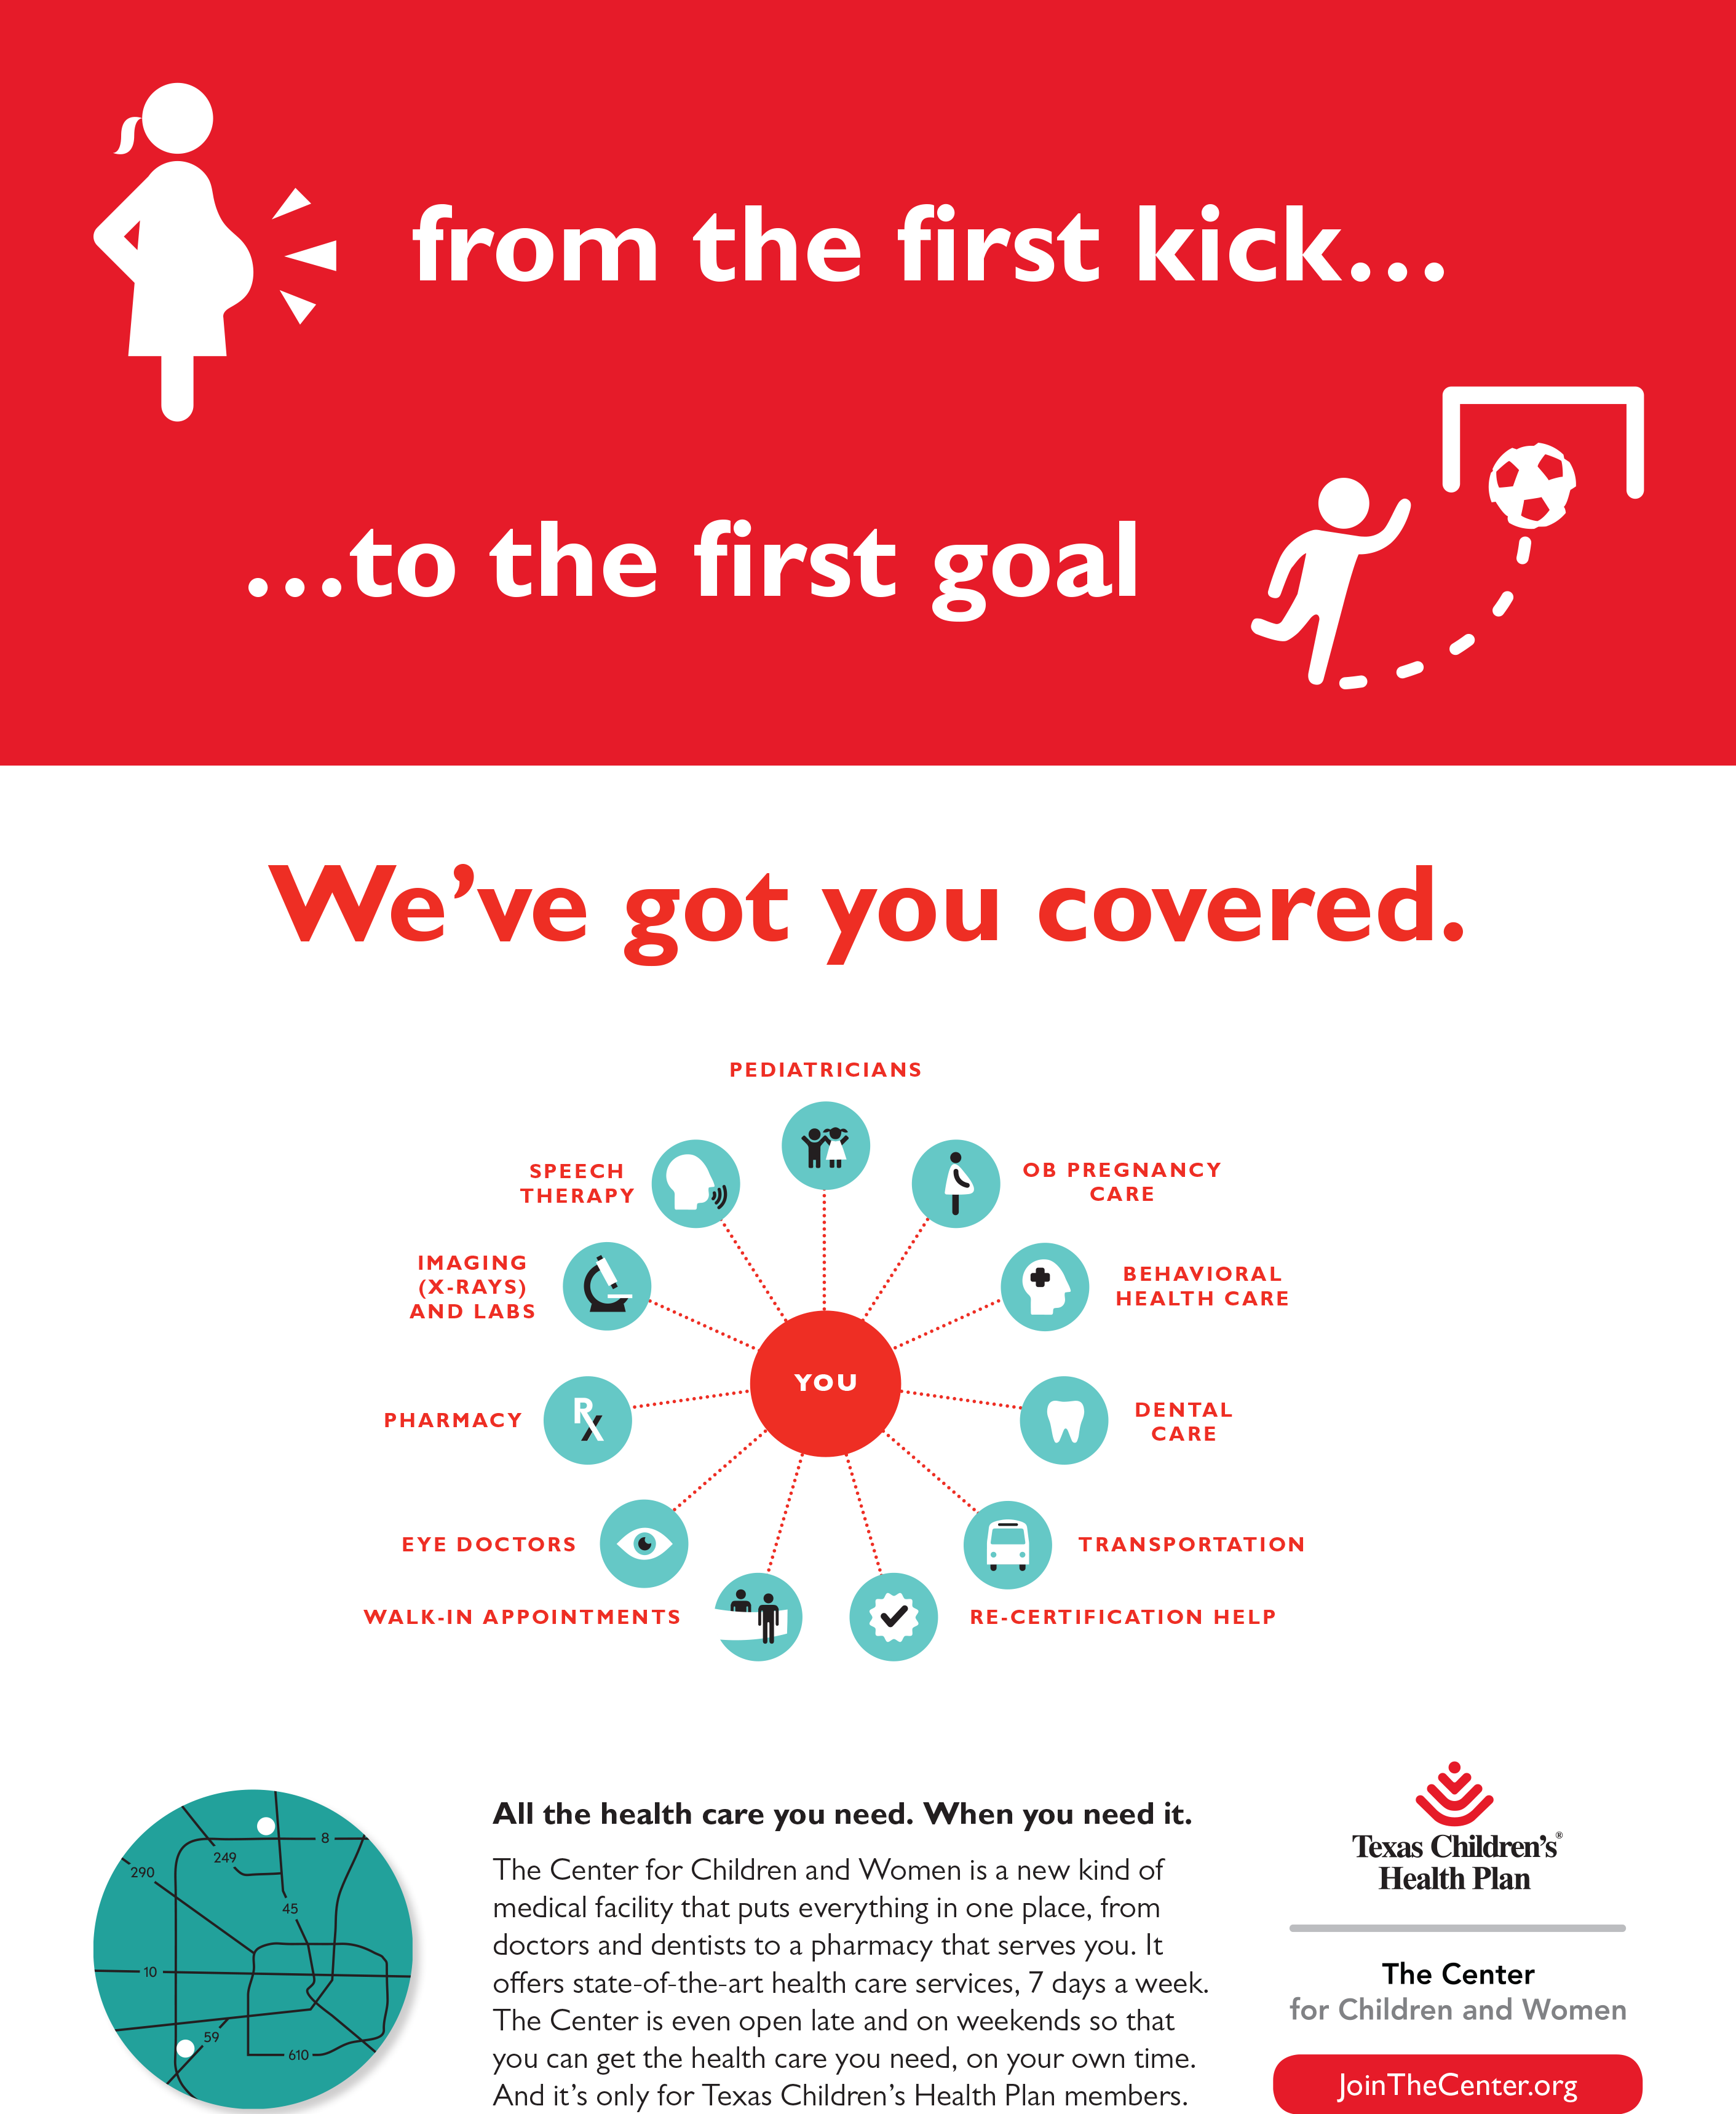 from the first kick...
...to the first goal
We've got you covered.
PEDIATRICIANS
SPEECH
THERAPY
OB PREGNANCY
CARE
IMAGING
(X-RAYS)
AND LABS
BEHAVIORAL
HEALTH CARE
YOU
PHARMACY
Rx
DENTAL
CARE
EYE DOCTORS
TRANSPORTATION
WALK-IN APPOINTMENTS
RE-CERTIFICATION HELP
8
249
290
45
10
59
610
All the health care you need. When you need it.
The Center for Children and Women is a new kind of
medical facility that puts everything in one place, from
doctors and dentists to a pharmacy that serves you. It
offers state-of-the-art health care services, 7 days a week.
The Center is even open late and on weekends so that
you can get the health care you need, on your own time.
And it's only for Texas Children's Health Plan members.
Texas Children's®
Health Plan
The Center
for Children and Women
JoinTheCenter.org